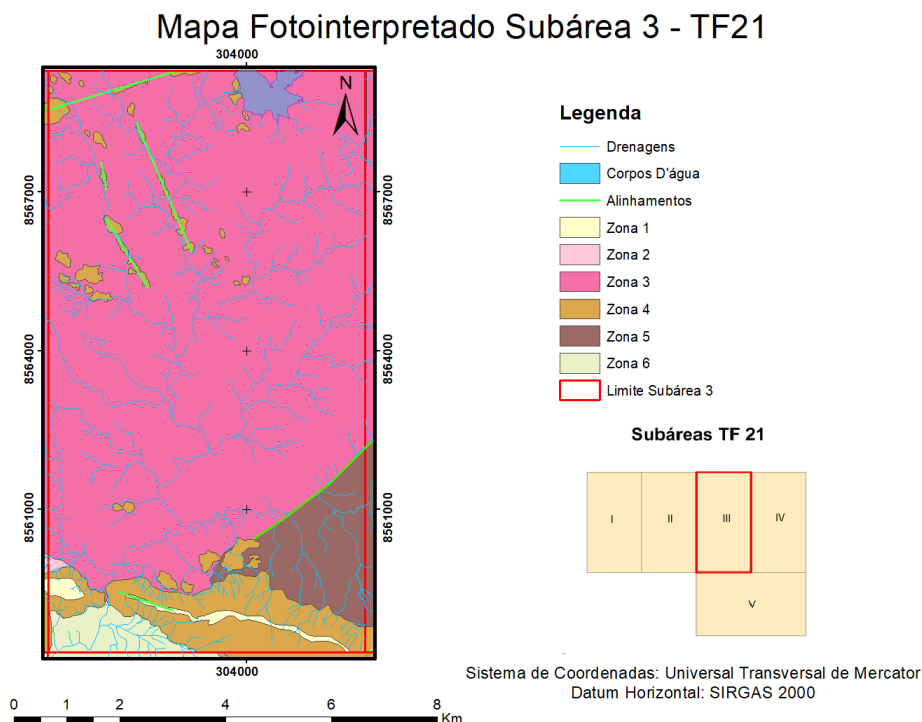 Mapa Fotointerpretado Subárea 3 - TF21
304000
N
8567000
8567000
8564000
8564000
8561000
8561000
304000
0 1 2 4 6 8
Km
Legenda
Drenagens
Corpos D'água
Alinhamentos
Zona 1
Zona 2
Zona 3
Zona 4
Zona 5
Zona 6
Limite Subárea 3
Subáreas TF 21
I II III IV
V
Sistema de Coordenadas: Universal Transversal de Mercator
Datum Horizontal: SIRGAS 2000